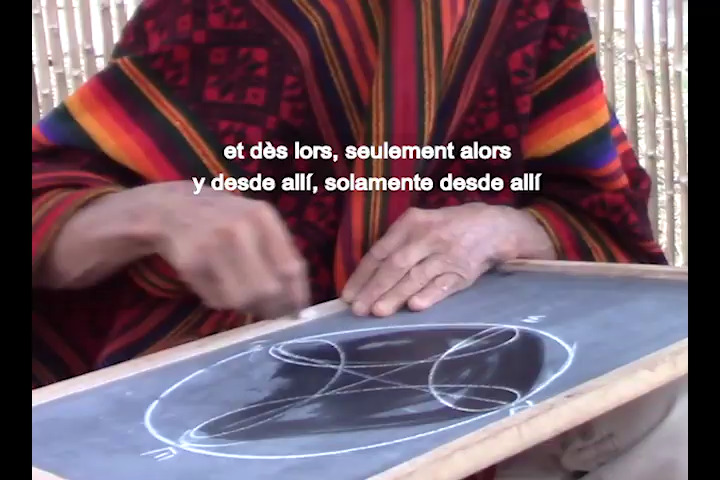 et dès lors, seulement alors
y desde allí, solamente desde allí